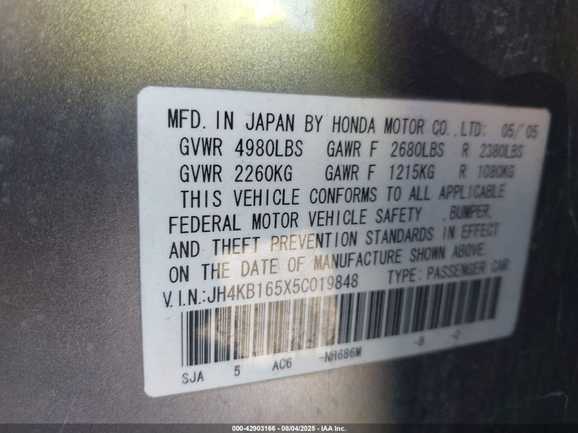 MFD. IN JAPAN BY HONDA MOTOR CO.,LTD: 05/'05
GVWR 4980LBS GAWR F 2680LBS R 2380LBS
GVWR 2260KG GAWR F 1215KG R 1080KG
THIS VEHICLE CONFORMS TO ALL APPLICABLE
FEDERAL MOTOR VEHICLE SAFETY ,BUMPER,
AND THEFT PREVENTION STANDARDS IN EFFECT
ON THE DATE OF MANUFACTURE SHOWN ABOVE.
V.I.N.:JH4KB165X5C019848 TYPE: PASSENGER CAR
SJA 5 AC6 -NH686M -B -2
000-42903166 - 08/04/2025 - IAA Inc.